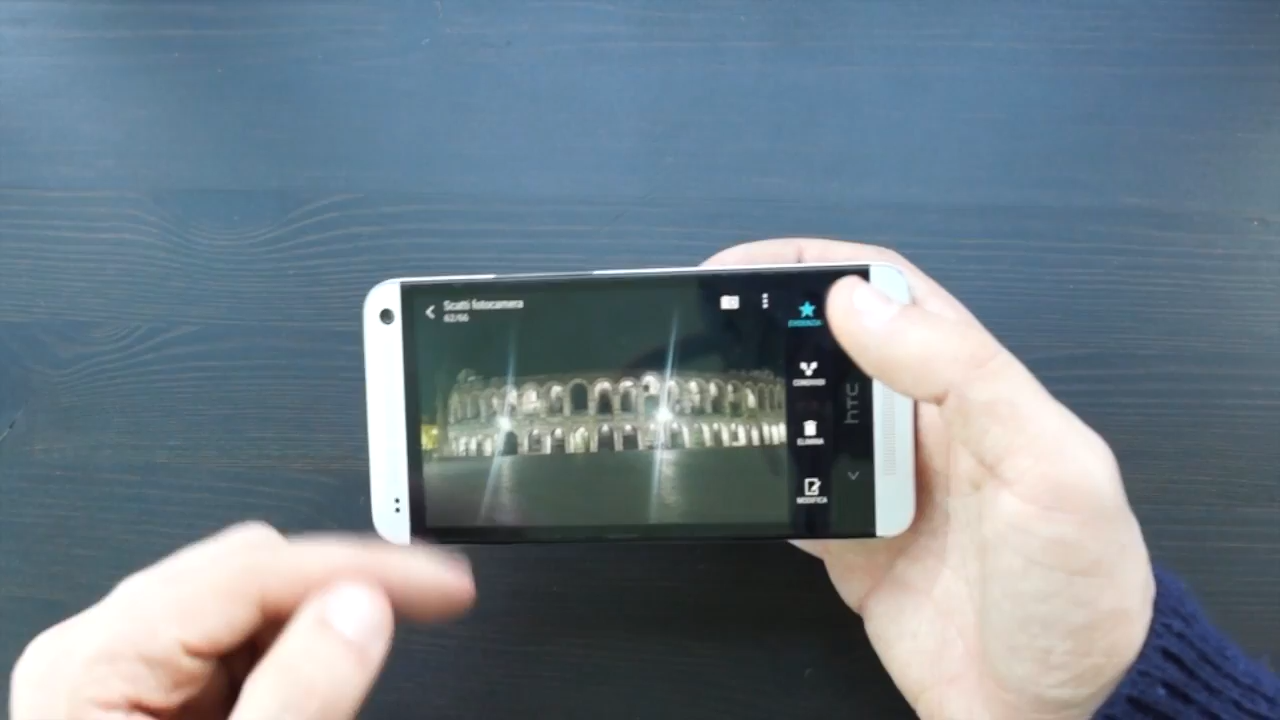 Scatti fotocamera
62/66
EVIDENZIA
CONDIVIDI
ELIMINA
MODIFICA
hTC